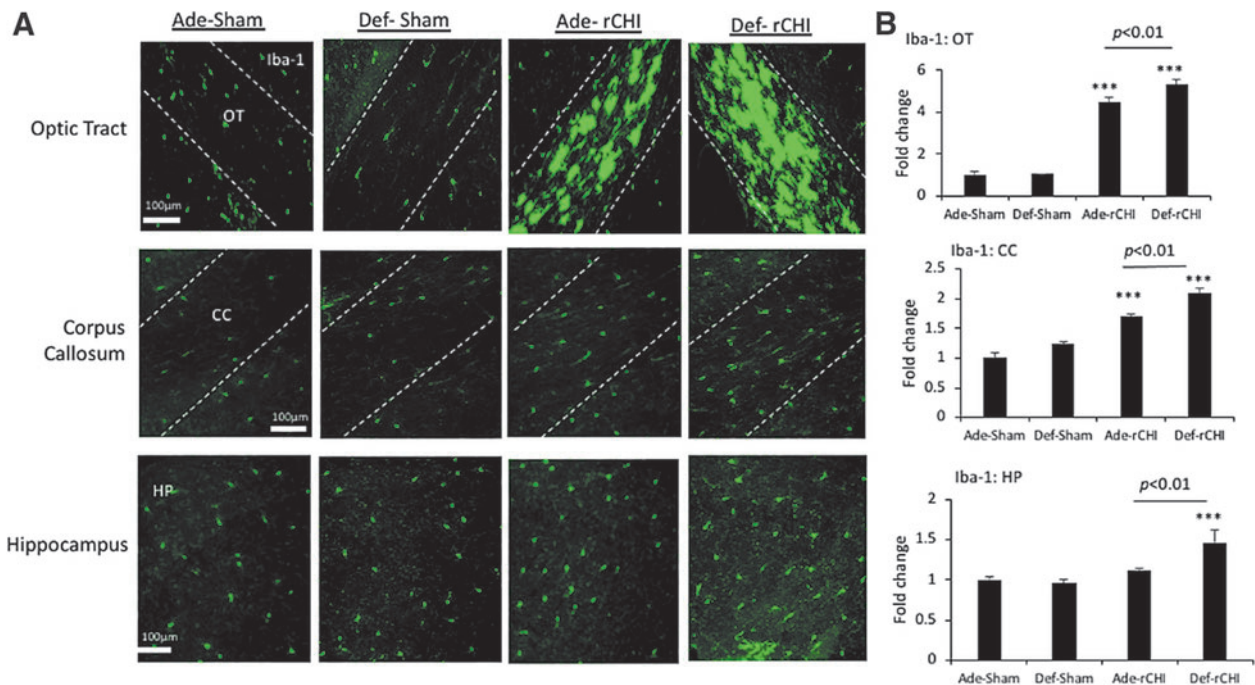 A
Ade-Sham Def- Sham Ade- rCHI Def- rCHI
Optic Tract
Iba-1
OT
100µm
Corpus
Callosum
CC
100µm
Hippocampus
HP
100µm
B
Iba-1: OT
p<0.01
*** ***
Fold change
6
4
2
0
Ade-Sham Def-Sham Ade-rCHI Def-rCHI
Iba-1: CC
p<0.01
*** ***
Fold change
2.5
2
1.5
1
0.5
0
Ade-Sham Def-Sham Ade-rCHI Def-rCHI
Iba-1: HP
p<0.01
***
Fold change
2
1.5
1
0.5
0
Ade-Sham Def-Sham Ade-rCHI Def-rCHI